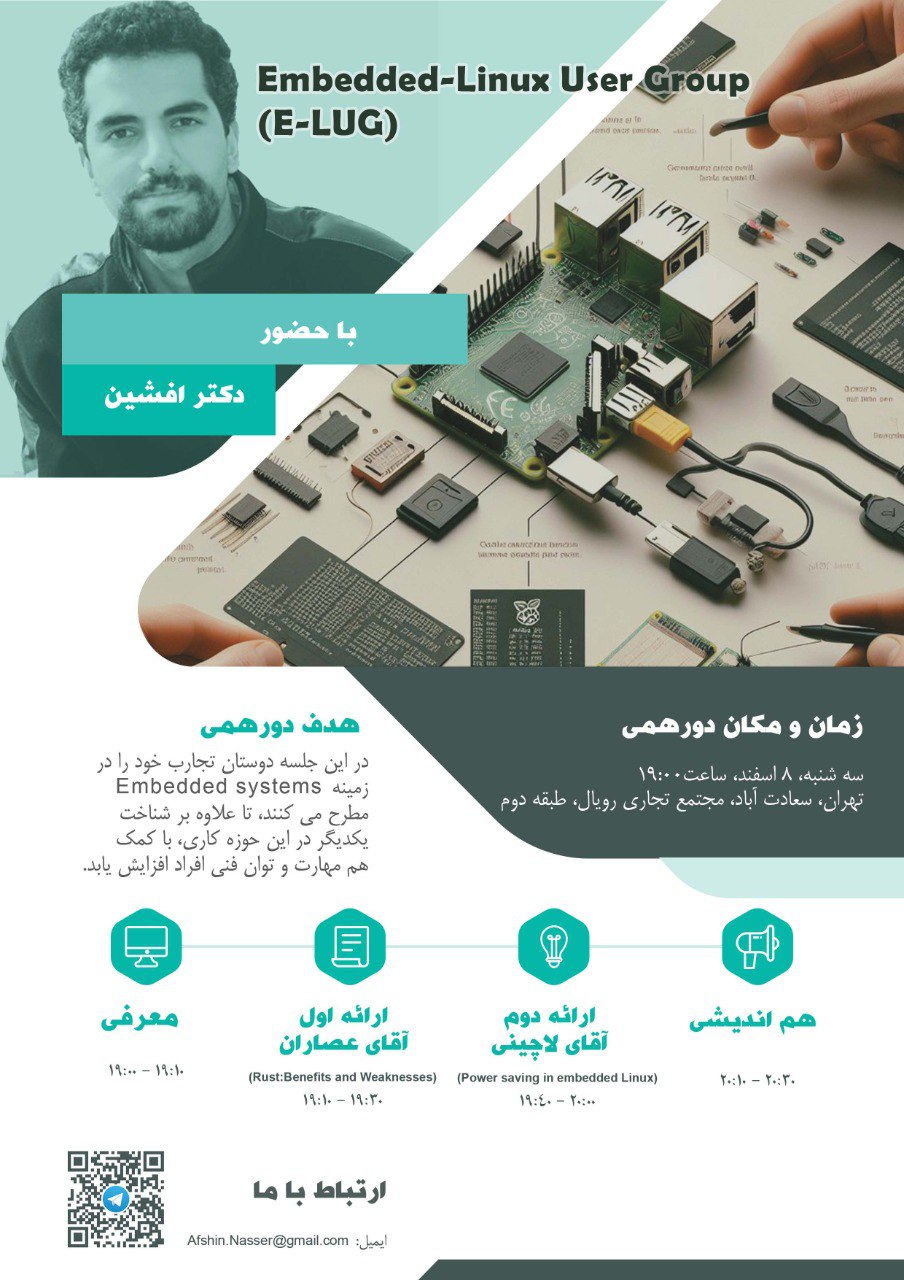 Embedded-Linux User Group
(E-LUG)
با حضور
دکتر افشین
زمان و مکان دورهمی
سه شنبه، ۸ اسفند، ساعت۱۹:۰۰
تهران، سعادت آباد، مجتمع تجاری رویال، طبقه دوم
هدف دورهمی
در این جلسه دوستان تجارب خود را در
زمینه Embedded systems
مطرح می کنند، تا علاوه بر شناخت
یکدیگر در این حوزه کاری، با کمک
هم مهارت و توان فنی افراد افزایش یابد.
معرفی
۱۹:۰۰ – ۱۹:۱۰
ارائه اول
آقای عصاران
(Rust:Benefits and Weaknesses)
۱۹:۱۰ – ۱۹:۳۰
ارائه دوم
آقای لاچینی
(Power saving in embedded Linux)
۱۹:۴۰ – ۲۰:۰۰
هم اندیشی
۲۰:۱۰ – ۲۰:۳۰
ارتباط با ما
ایمیل: Afshin.Nasser@gmail.com